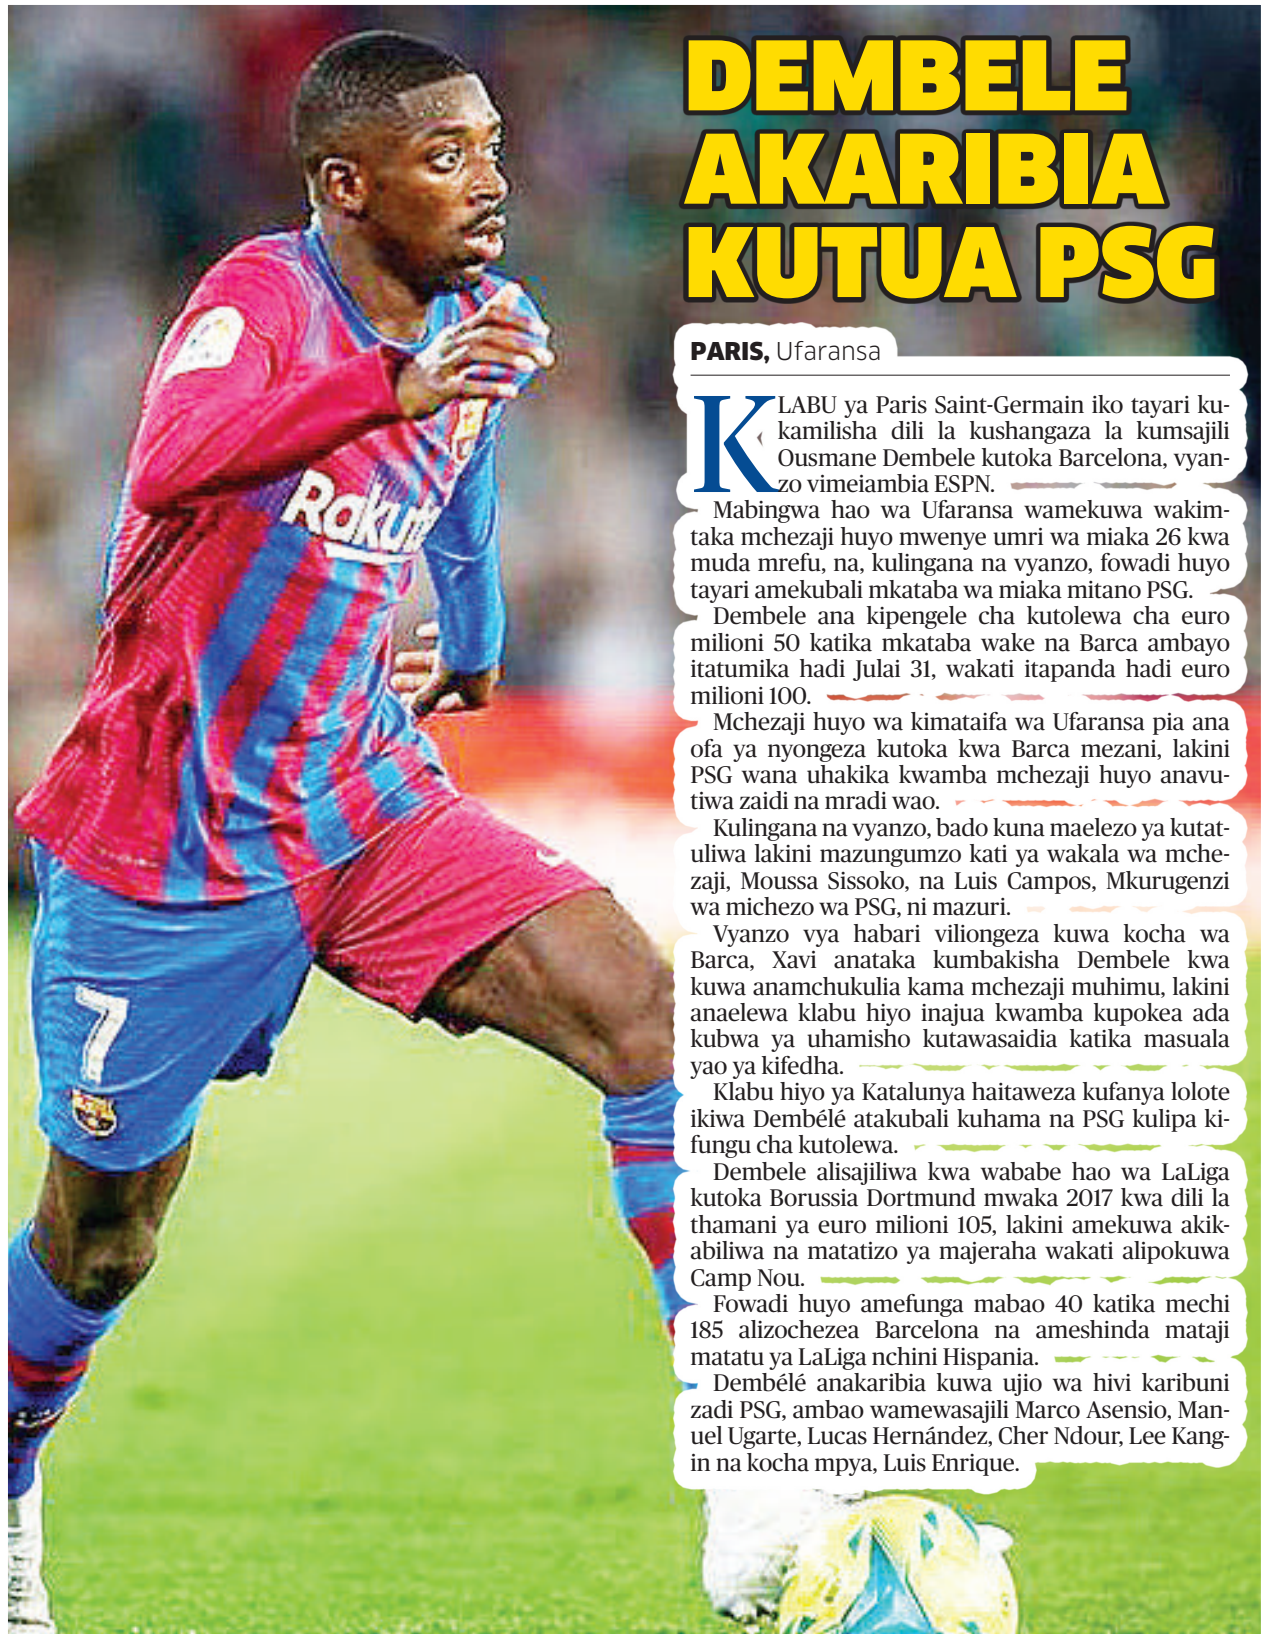 DEMBELE
AKARIBIA
KUTUA PSG
PARIS, Ufaransa
KLABU ya Paris Saint-Germain iko tayari ku-
kamilisha dili la kushangaza la kumsajili
Ousmane Dembele kutoka Barcelona, vyan-
zo vimeiambia ESPN.
Mabingwa hao wa Ufaransa wamekuwa wakim-
taka mchezaji huyo mwenye umri wa miaka 26 kwa
muda mrefu, na, kulingana na vyanzo, fowadi huyo
tayari amekubali mkataba wa miaka mitano PSG.
Dembele ana kipengele cha kutolewa cha euro
milioni 50 katika mkataba wake na Barca ambayo
itatumika hadi Julai 31, wakati itapanda hadi euro
milioni 100.
Mchezaji huyo wa kimataifa wa Ufaransa pia ana
ofa ya nyongeza kutoka kwa Barca mezani, lakini
PSG wana uhakika kwamba mchezaji huyo anavu-
tiwa zaidi na mradi wao.
Kulingana na vyanzo, bado kuna maelezo ya kutat-
uliwa lakini mazungumzo kati ya wakala wa mche-
zaji, Moussa Sissoko, na Luis Campos, Mkurugenzi
wa michezo wa PSG, ni mazuri.
Vyanzo vya habari viliongeza kuwa kocha wa
Barca, Xavi anataka kumbakisha Dembele kwa
kuwa anamchukulia kama mchezaji muhimu, lakini
anaelewa klabu hiyo inajua kwamba kupokea ada
kubwa ya uhamisho kutawasaidia katika masuala
yao ya kifedha.
Klabu hiyo ya Katalunya haitaweza kufanya lolote
ikiwa Dembélé atakubali kuhama na PSG kulipa ki-
fungu cha kutolewa.
Dembele alisajiliwa kwa wababe hao wa LaLiga
kutoka Borussia Dortmund mwaka 2017 kwa dili la
thamani ya euro milioni 105, lakini amekuwa akik-
abiliwa na matatizo ya majeraha wakati alipokuwa
Camp Nou.
Fowadi huyo amefunga mabao 40 katika mechi
185 alizochezea Barcelona na ameshinda mataji
matatu ya LaLiga nchini Hispania.
Dembélé anakaribia kuwa ujio wa hivi karibuni
zadi PSG, ambao wamewasajili Marco Asensio, Man-
uel Ugarte, Lucas Hernández, Cher Ndour, Lee Kang-
in na kocha mpya, Luis Enrique.
Rakut
7